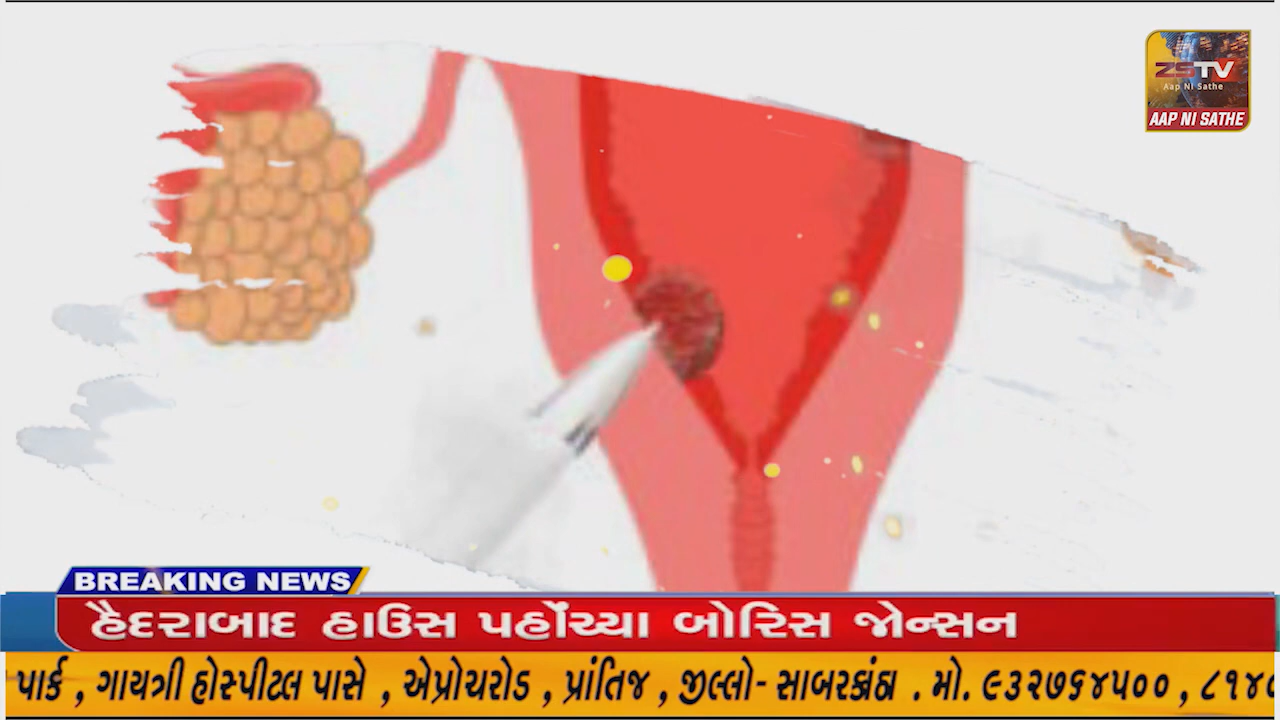 ZSTV
Aap Ni Sathe
AAP NI SATHE
BREAKING NEWS
હૈદરાબાદ હાઉસ પહોંચ્યા બોરિસ જોન્સન
પાર્ક , ગાયત્રી હોસ્પીટલ પાસે , એપ્રોચરોડ , પ્રાંતિજ , જીલ્લો- સાબરકાંઠા . મો. ૯૩૨૭૬૪૫૦૦ , ૮૧૪